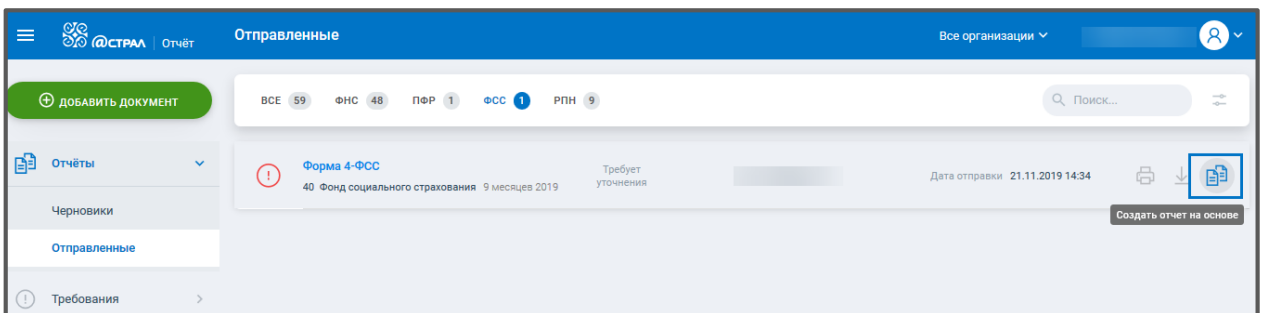 @СТРАЛ | Отчёт
Отправленные
Все организации
ДОБАВИТЬ ДОКУМЕНТ
ВСЕ 59 ФНС 48 ПФР 1 ФСС 1 РПН 9
Поиск...
Отчёты
Форма 4-ФСС
40 Фонд социального страхования 9 месяцев 2019
Требует
уточнения
Дата отправки 21.11.2019 14:34
Создать отчет на основе
Черновики
Отправленные
Требования